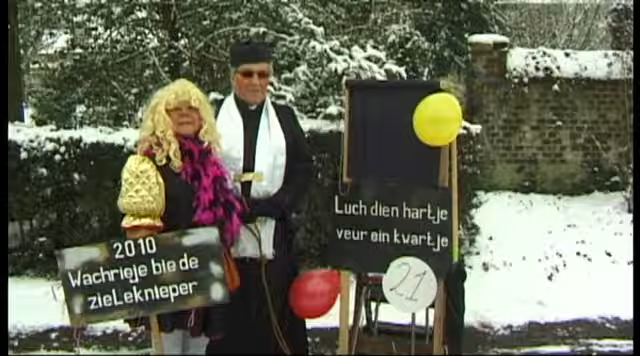 2010
Wachrieje bie de
zieLeknieper
Luch dien hartje
veur ein kwartje
21